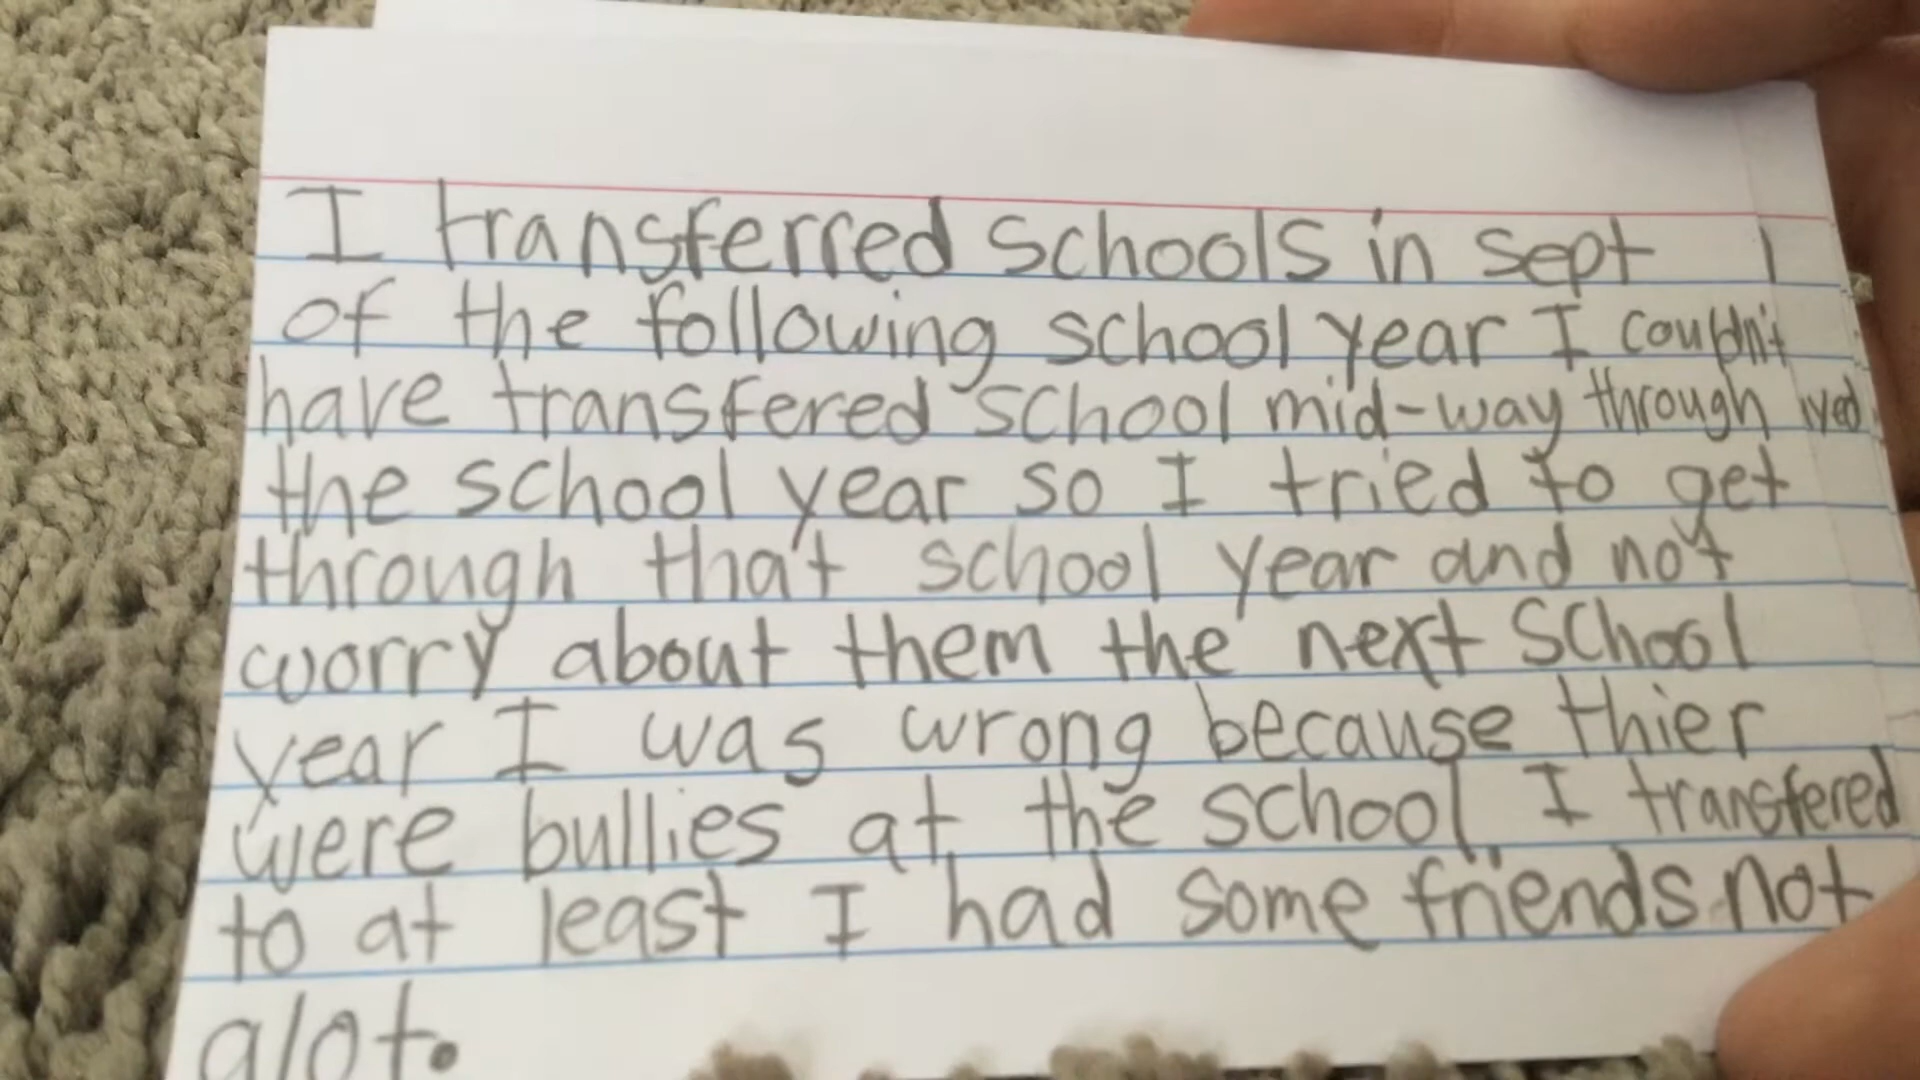 I transferred schools in sept
of the following school year I couldn't
have transfered school mid-way through
the school year so I tried to get
through that school year and not
worry about them the next school
year I was wrong because thier
were bullies at the school I transfered
to at least I had some friends not
alot.